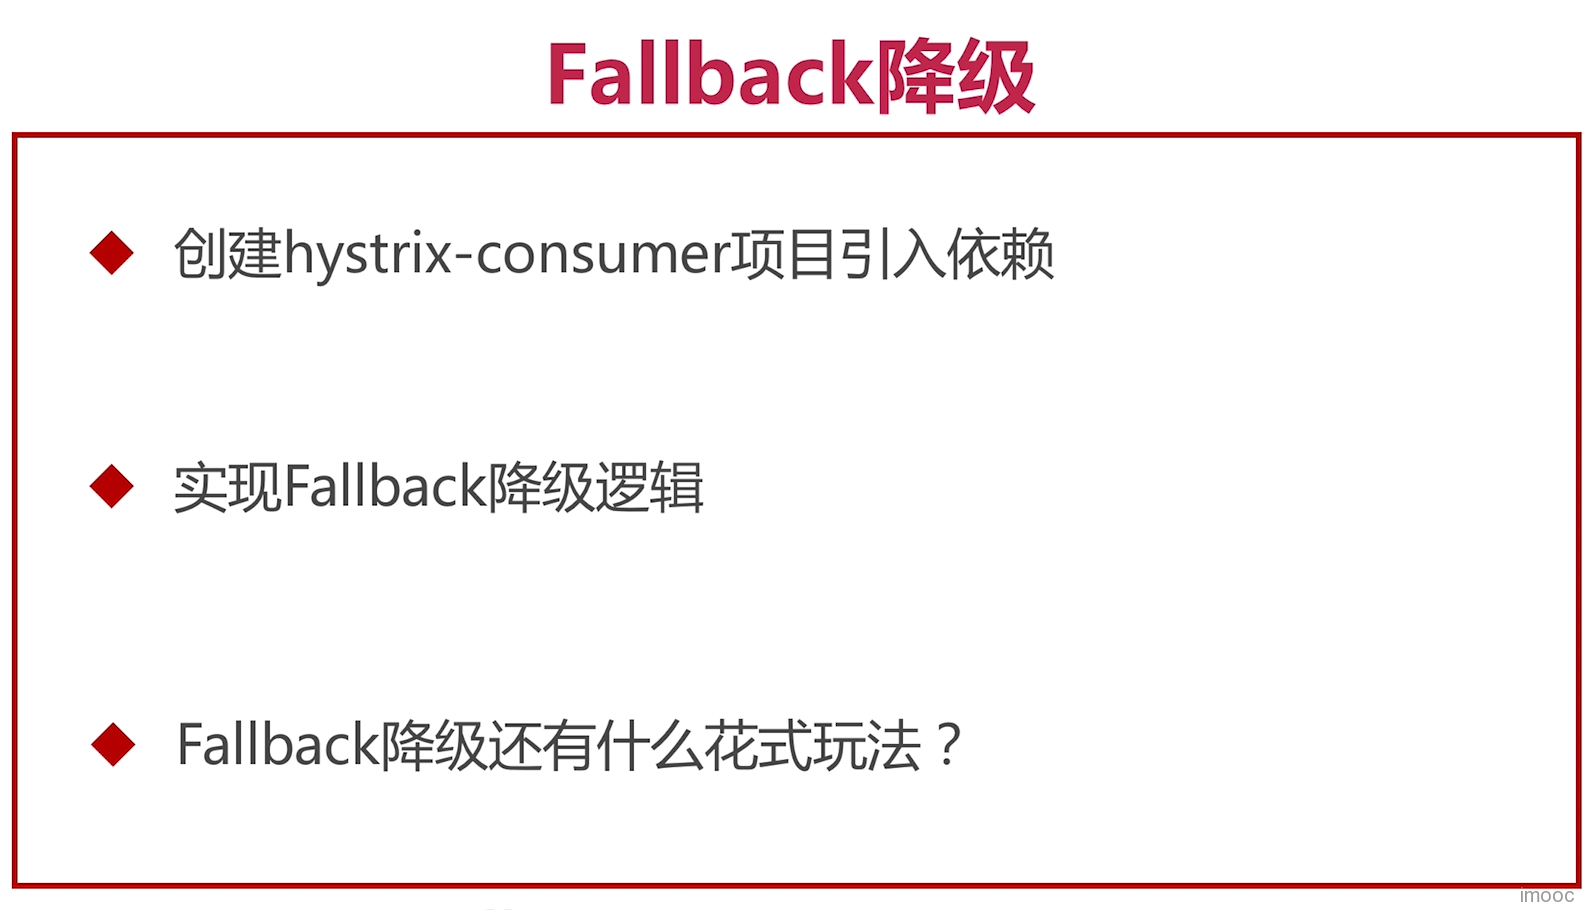 Fallback降级
创建hystrix-consumer项目引入依赖
实现Fallback降级逻辑
Fallback降级还有什么花式玩法？
imooc